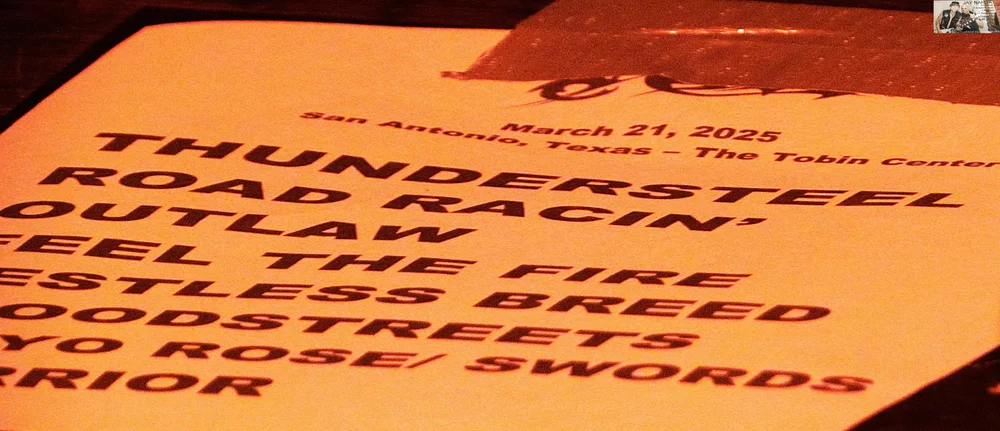 March 21, 2025
San Antonio, Texas – The Tobin Center
THUNDERSTEEL
ROAD RACIN'
OUTLAW
FEEL THE FIRE
ESTLESS BREED
OODSTREETS
YO ROSE/ SWORDS
RRIOR